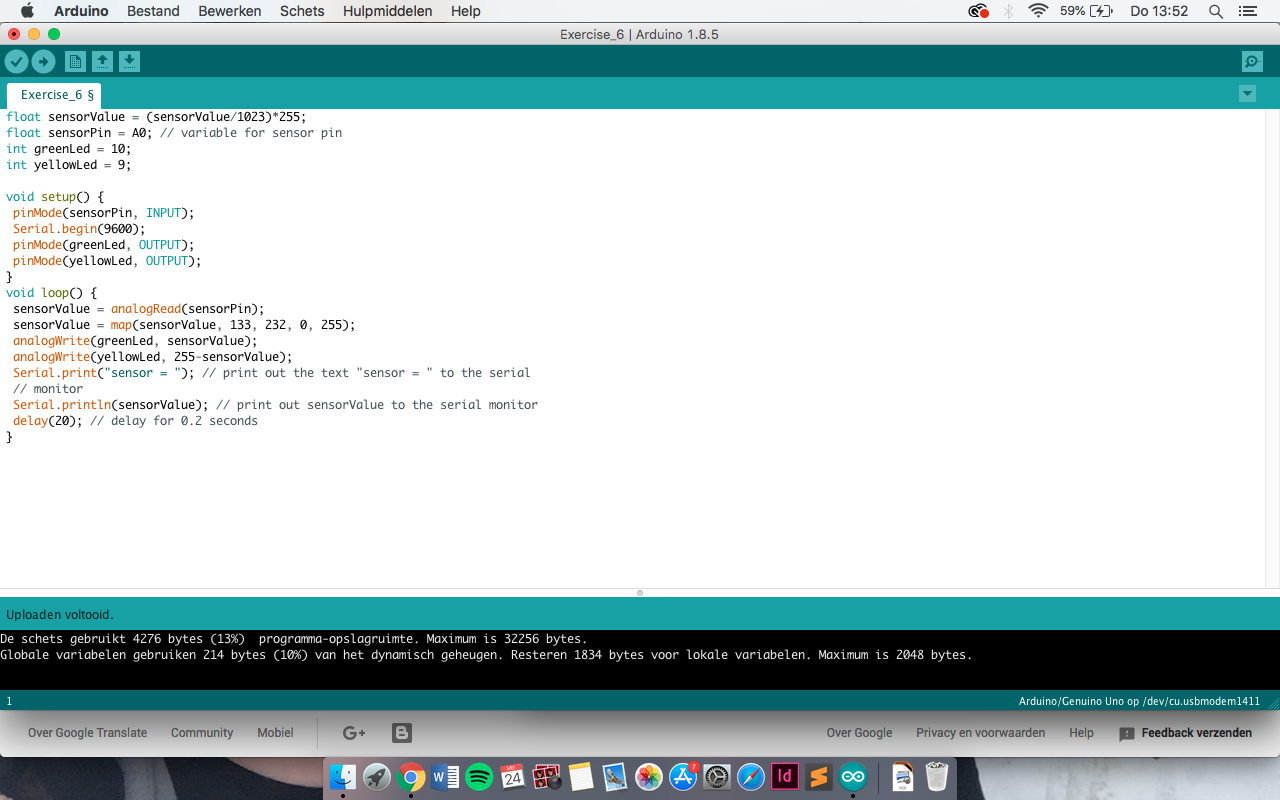 Arduino Bestand Bewerken Schets Hulpmiddelen Help 59% Do 13:52
Exercise_6 | Arduino 1.8.5
Exercise_6 §
float sensorValue = (sensorValue/1023)*255;
float sensorPin = A0; // variable for sensor pin
int greenLed = 10;
int yellowLed = 9;
void setup() {
pinMode(sensorPin, INPUT);
Serial.begin(9600);
pinMode(greenLed, OUTPUT);
pinMode(yellowLed, OUTPUT);
}
void loop() {
sensorValue = analogRead(sensorPin);
sensorValue = map(sensorValue, 133, 232, 0, 255);
analogWrite(greenLed, sensorValue);
analogWrite(yellowLed, 255-sensorValue);
Serial.print("sensor = "); // print out the text "sensor = " to the serial
// monitor
Serial.println(sensorValue); // print out sensorValue to the serial monitor
delay(20); // delay for 0.2 seconds
}
Uploaden voltooid.
De schets gebruikt 4276 bytes (13%)  programma-opslagruimte. Maximum is 32256 bytes.
Globale variabelen gebruiken 214 bytes (10%) van het dynamisch geheugen. Resteren 1834 bytes voor lokale variabelen. Maximum is 2048 bytes.
1 Arduino/Genuino Uno op /dev/cu.usbmodem1411
Over Google Translate Community Mobiel G+ B Over Google Privacy en voorwaarden Help Feedback verzenden
W MEI 24 7 Id S PDF